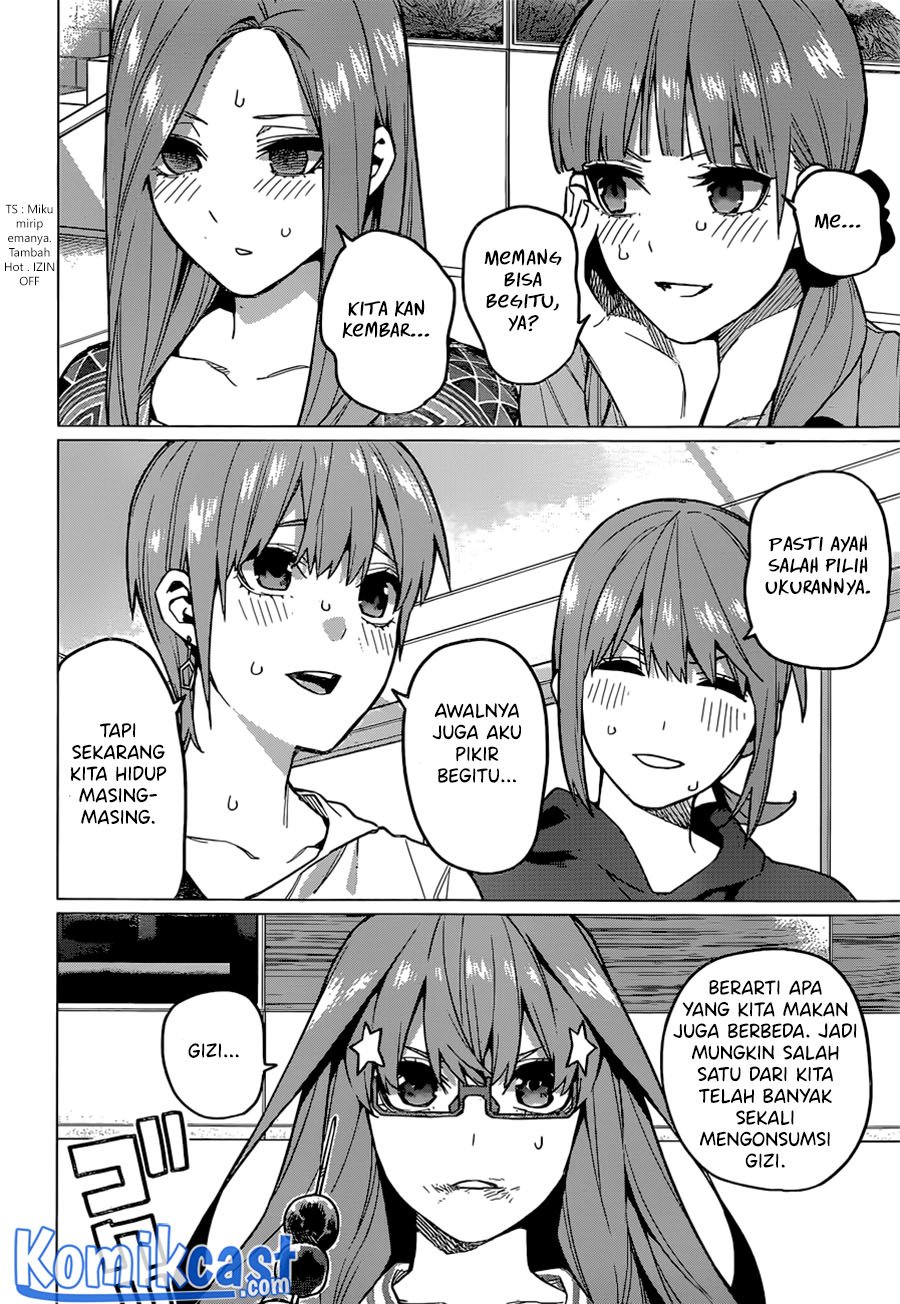 ME...
MEMANG
BISA
BEGITU,
YA?
KITA KAN
KEMBAR...
TS : Miku
mirip
emanya.
Tambah
Hot . IZIN
OFF
PASTI AYAH
SALAH PILIH
UKURANNYA.
AWALNYA
JUGA AKU
PIKIR
BEGITU...
TAPI
SEKARANG
KITA HIDUP
MASING-
MASING.
BERARTI APA
YANG KITA MAKAN
JUGA BERBEDA. JADI
MUNGKIN SALAH
SATU DARI KITA
TELAH BANYAK
SEKALI
MENGONSUMSI
GIZI.
GIZI...
Komikcast
.com